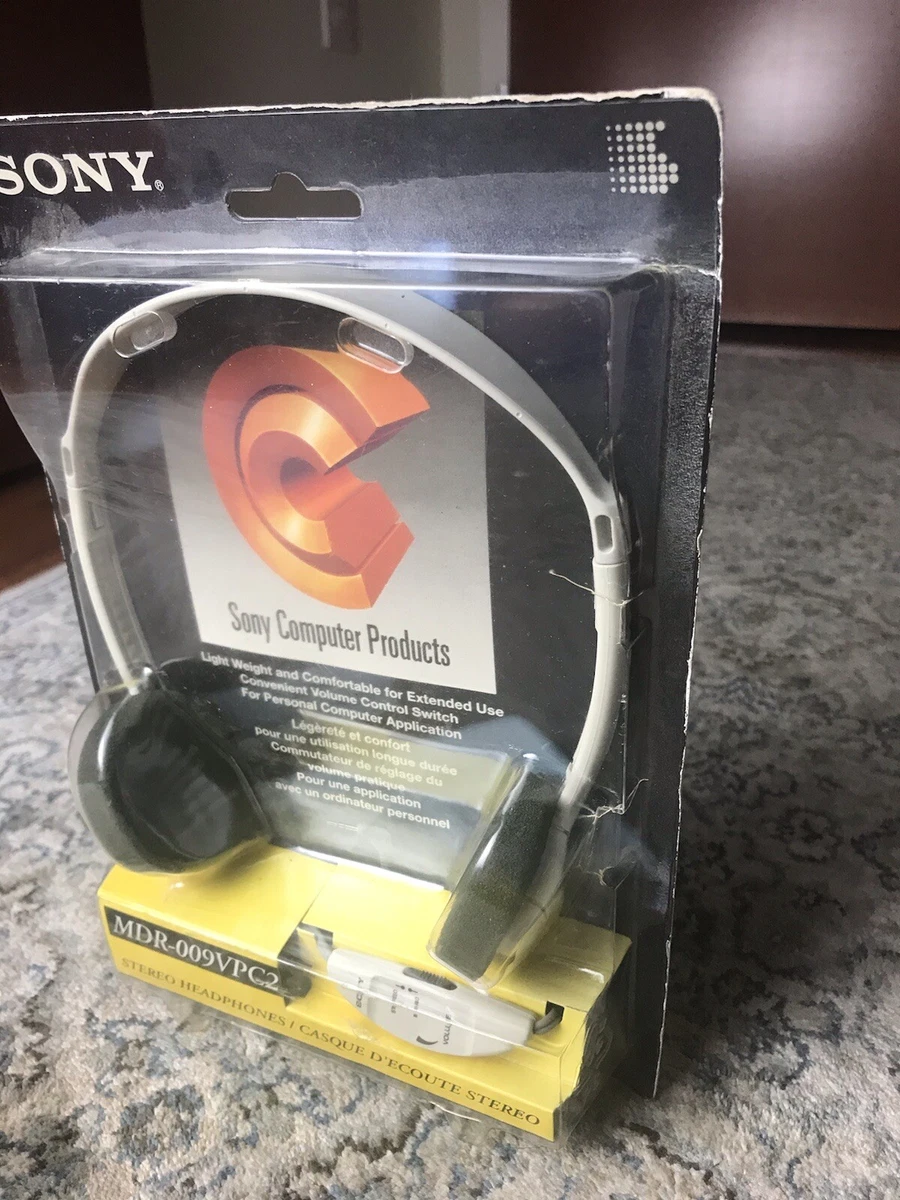 SONY®
Sony Computer Products
Light Weight and Comfortable for Extended Use
Convenient Volume Control Switch
For Personal Computer Application
Légèreté et confort
pour une utilisation longue durée
Commutateur de réglage du
volume pratique
Pour une application
avec un ordinateur personnel
MDR-009VPC2
STEREO HEADPHONES / CASQUE D'ECOUTE STEREO
SONY